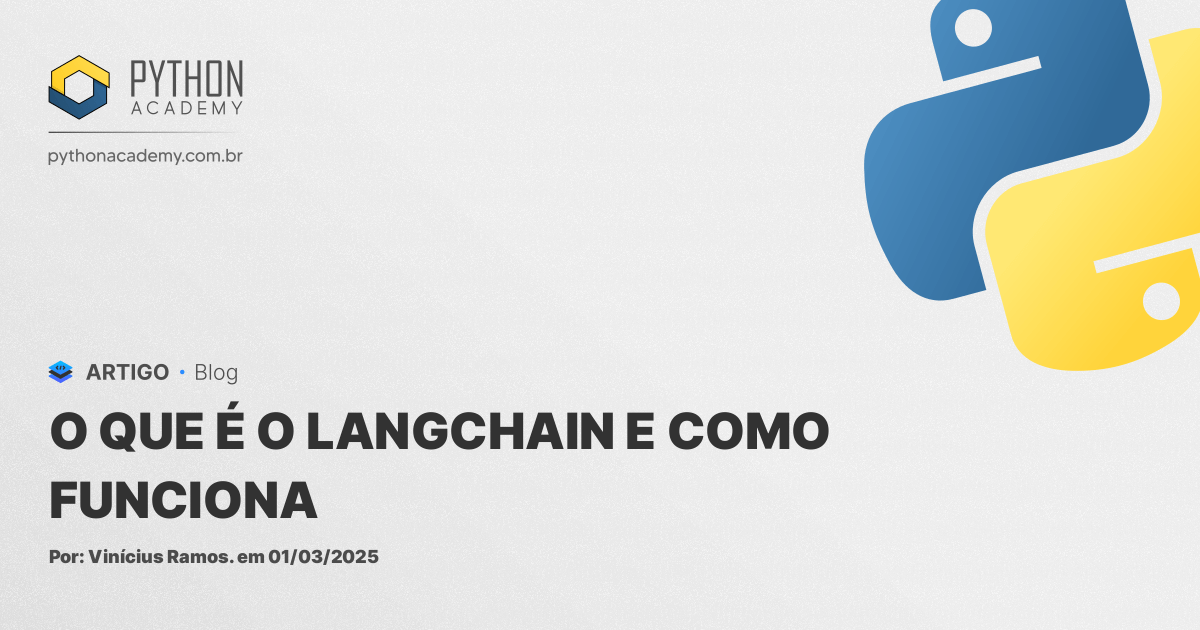 PYTHON
ACADEMY
pythonacademy.com.br
ARTIGO • Blog
O QUE É O LANGCHAIN E COMO
FUNCIONA
Por: Vinícius Ramos. em 01/03/2025